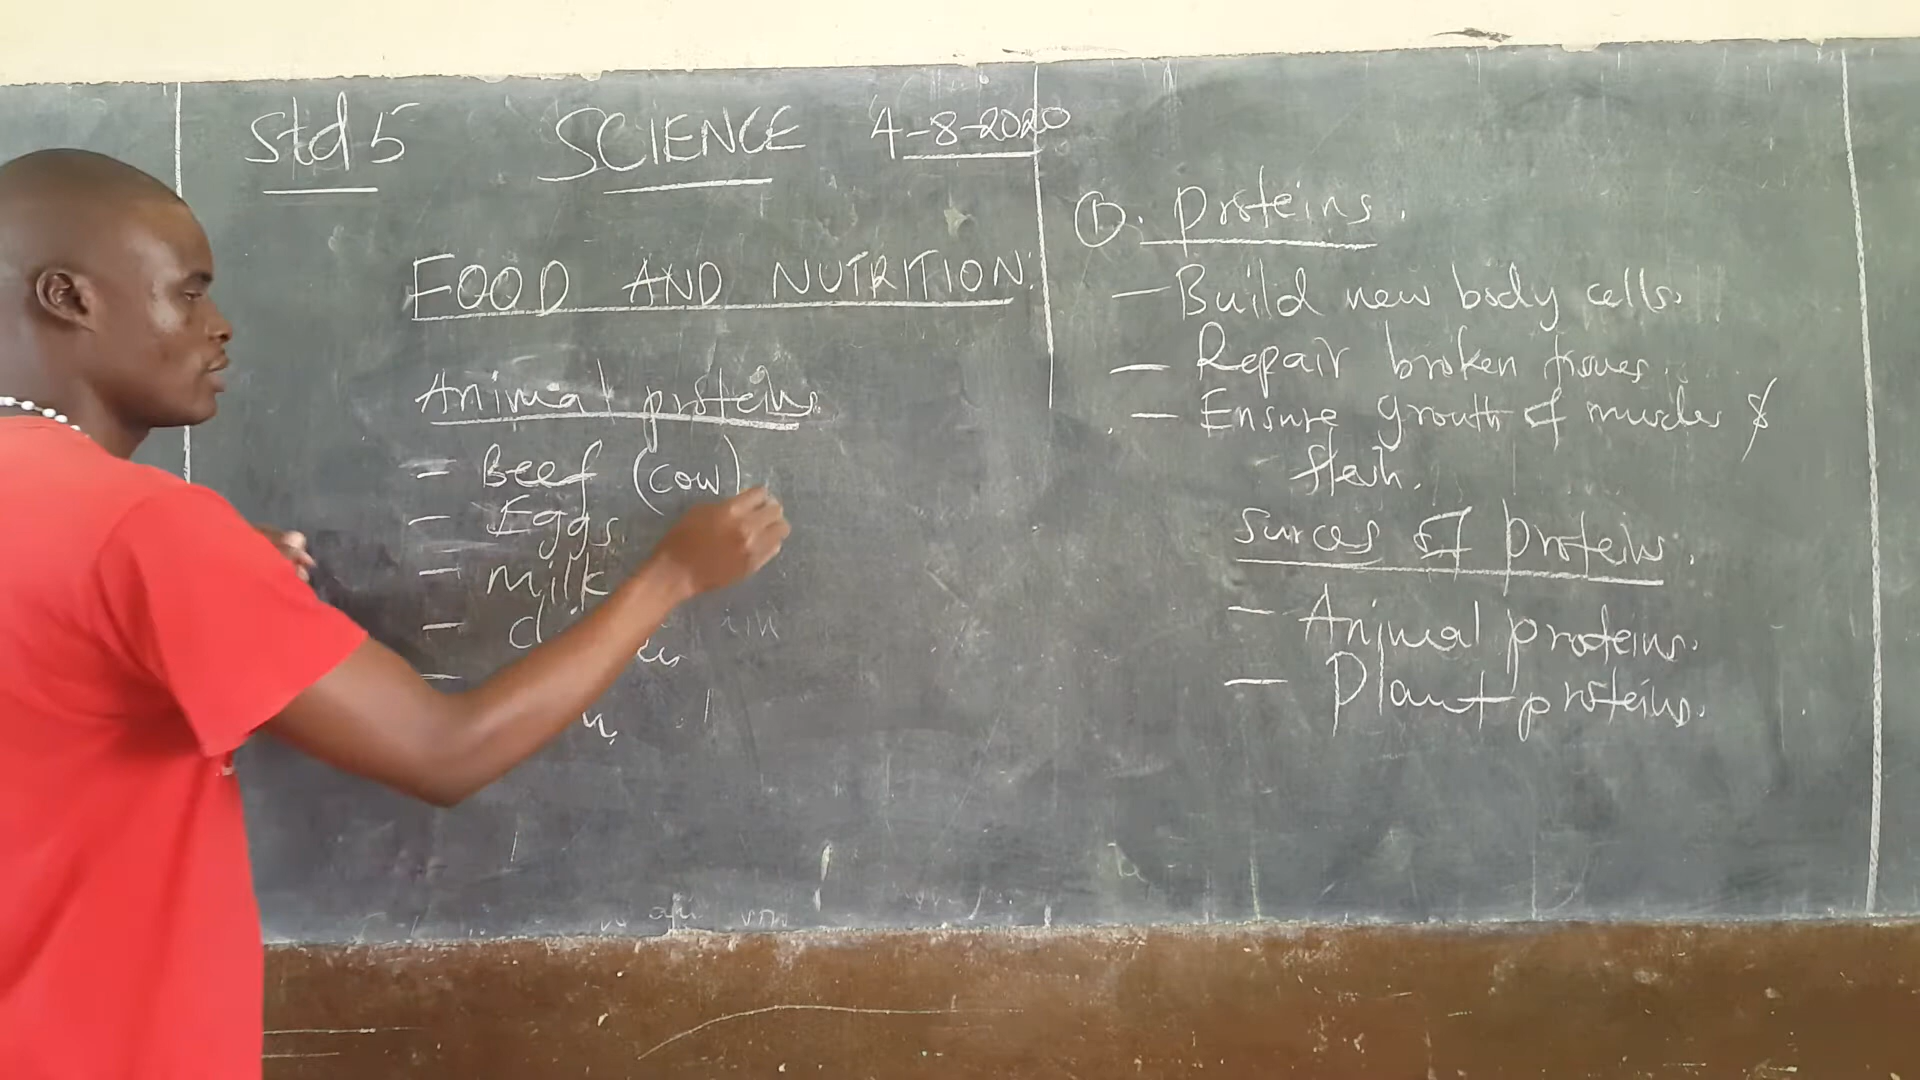 Std 5 SCIENCE 4-8-2020
FOOD AND NUTRITION.
Animal proteins.
- Beef (cow)
- Eggs.
- milk
① . proteins.
- Build new body cells.
- Repair broken tissues.
- Ensure growth of muscles &
flesh.
Surces of proteins.
- Animal proteins.
- Plant proteins.